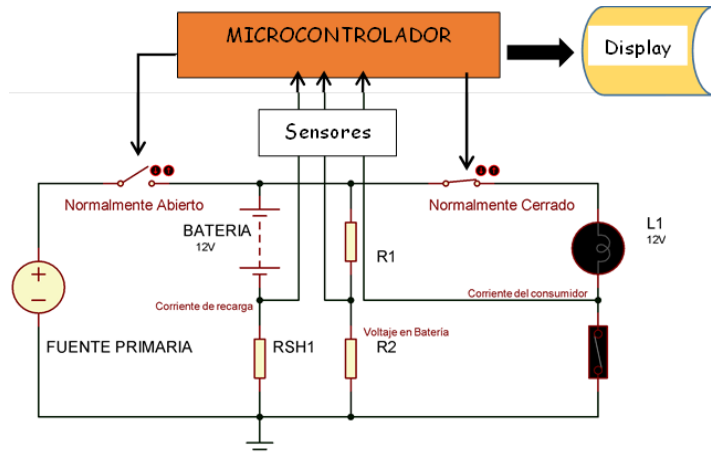 MICROCONTROLADOR
Display
Sensores
Normalmente Abierto
Normalmente Cerrado
BATERIA
12V
L1
12V
R1
Corriente de recarga
Corriente del consumidor
Voltaje en Batería
FUENTE PRIMARIA
RSH1
R2